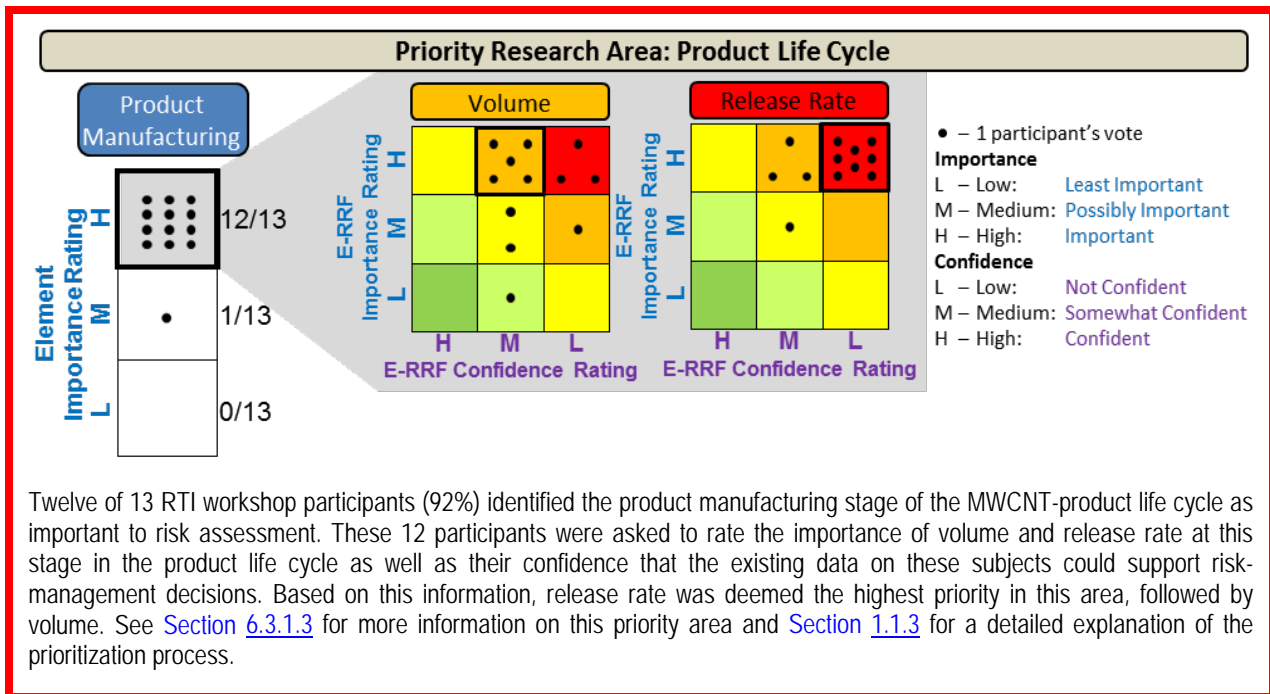 Priority Research Area: Product Life Cycle
Product
Manufacturing
Element
Importance Rating
H
M
L
12/13
1/13
0/13
Volume
E-RRF
Importance Rating
H
M
L
H M L
E-RRF Confidence Rating
Release Rate
E-RRF
Importance Rating
H
M
L
H M L
E-RRF Confidence Rating
• – 1 participant's vote
Importance
L – Low: Least Important
M – Medium: Possibly Important
H – High: Important
Confidence
L – Low: Not Confident
M – Medium: Somewhat Confident
H – High: Confident
Twelve of 13 RTI workshop participants (92%) identified the product manufacturing stage of the MWCNT-product life cycle as
important to risk assessment. These 12 participants were asked to rate the importance of volume and release rate at this
stage in the product life cycle as well as their confidence that the existing data on these subjects could support risk-
management decisions. Based on this information, release rate was deemed the highest priority in this area, followed by
volume. See Section 6.3.1.3 for more information on this priority area and Section 1.1.3 for a detailed explanation of the
prioritization process.